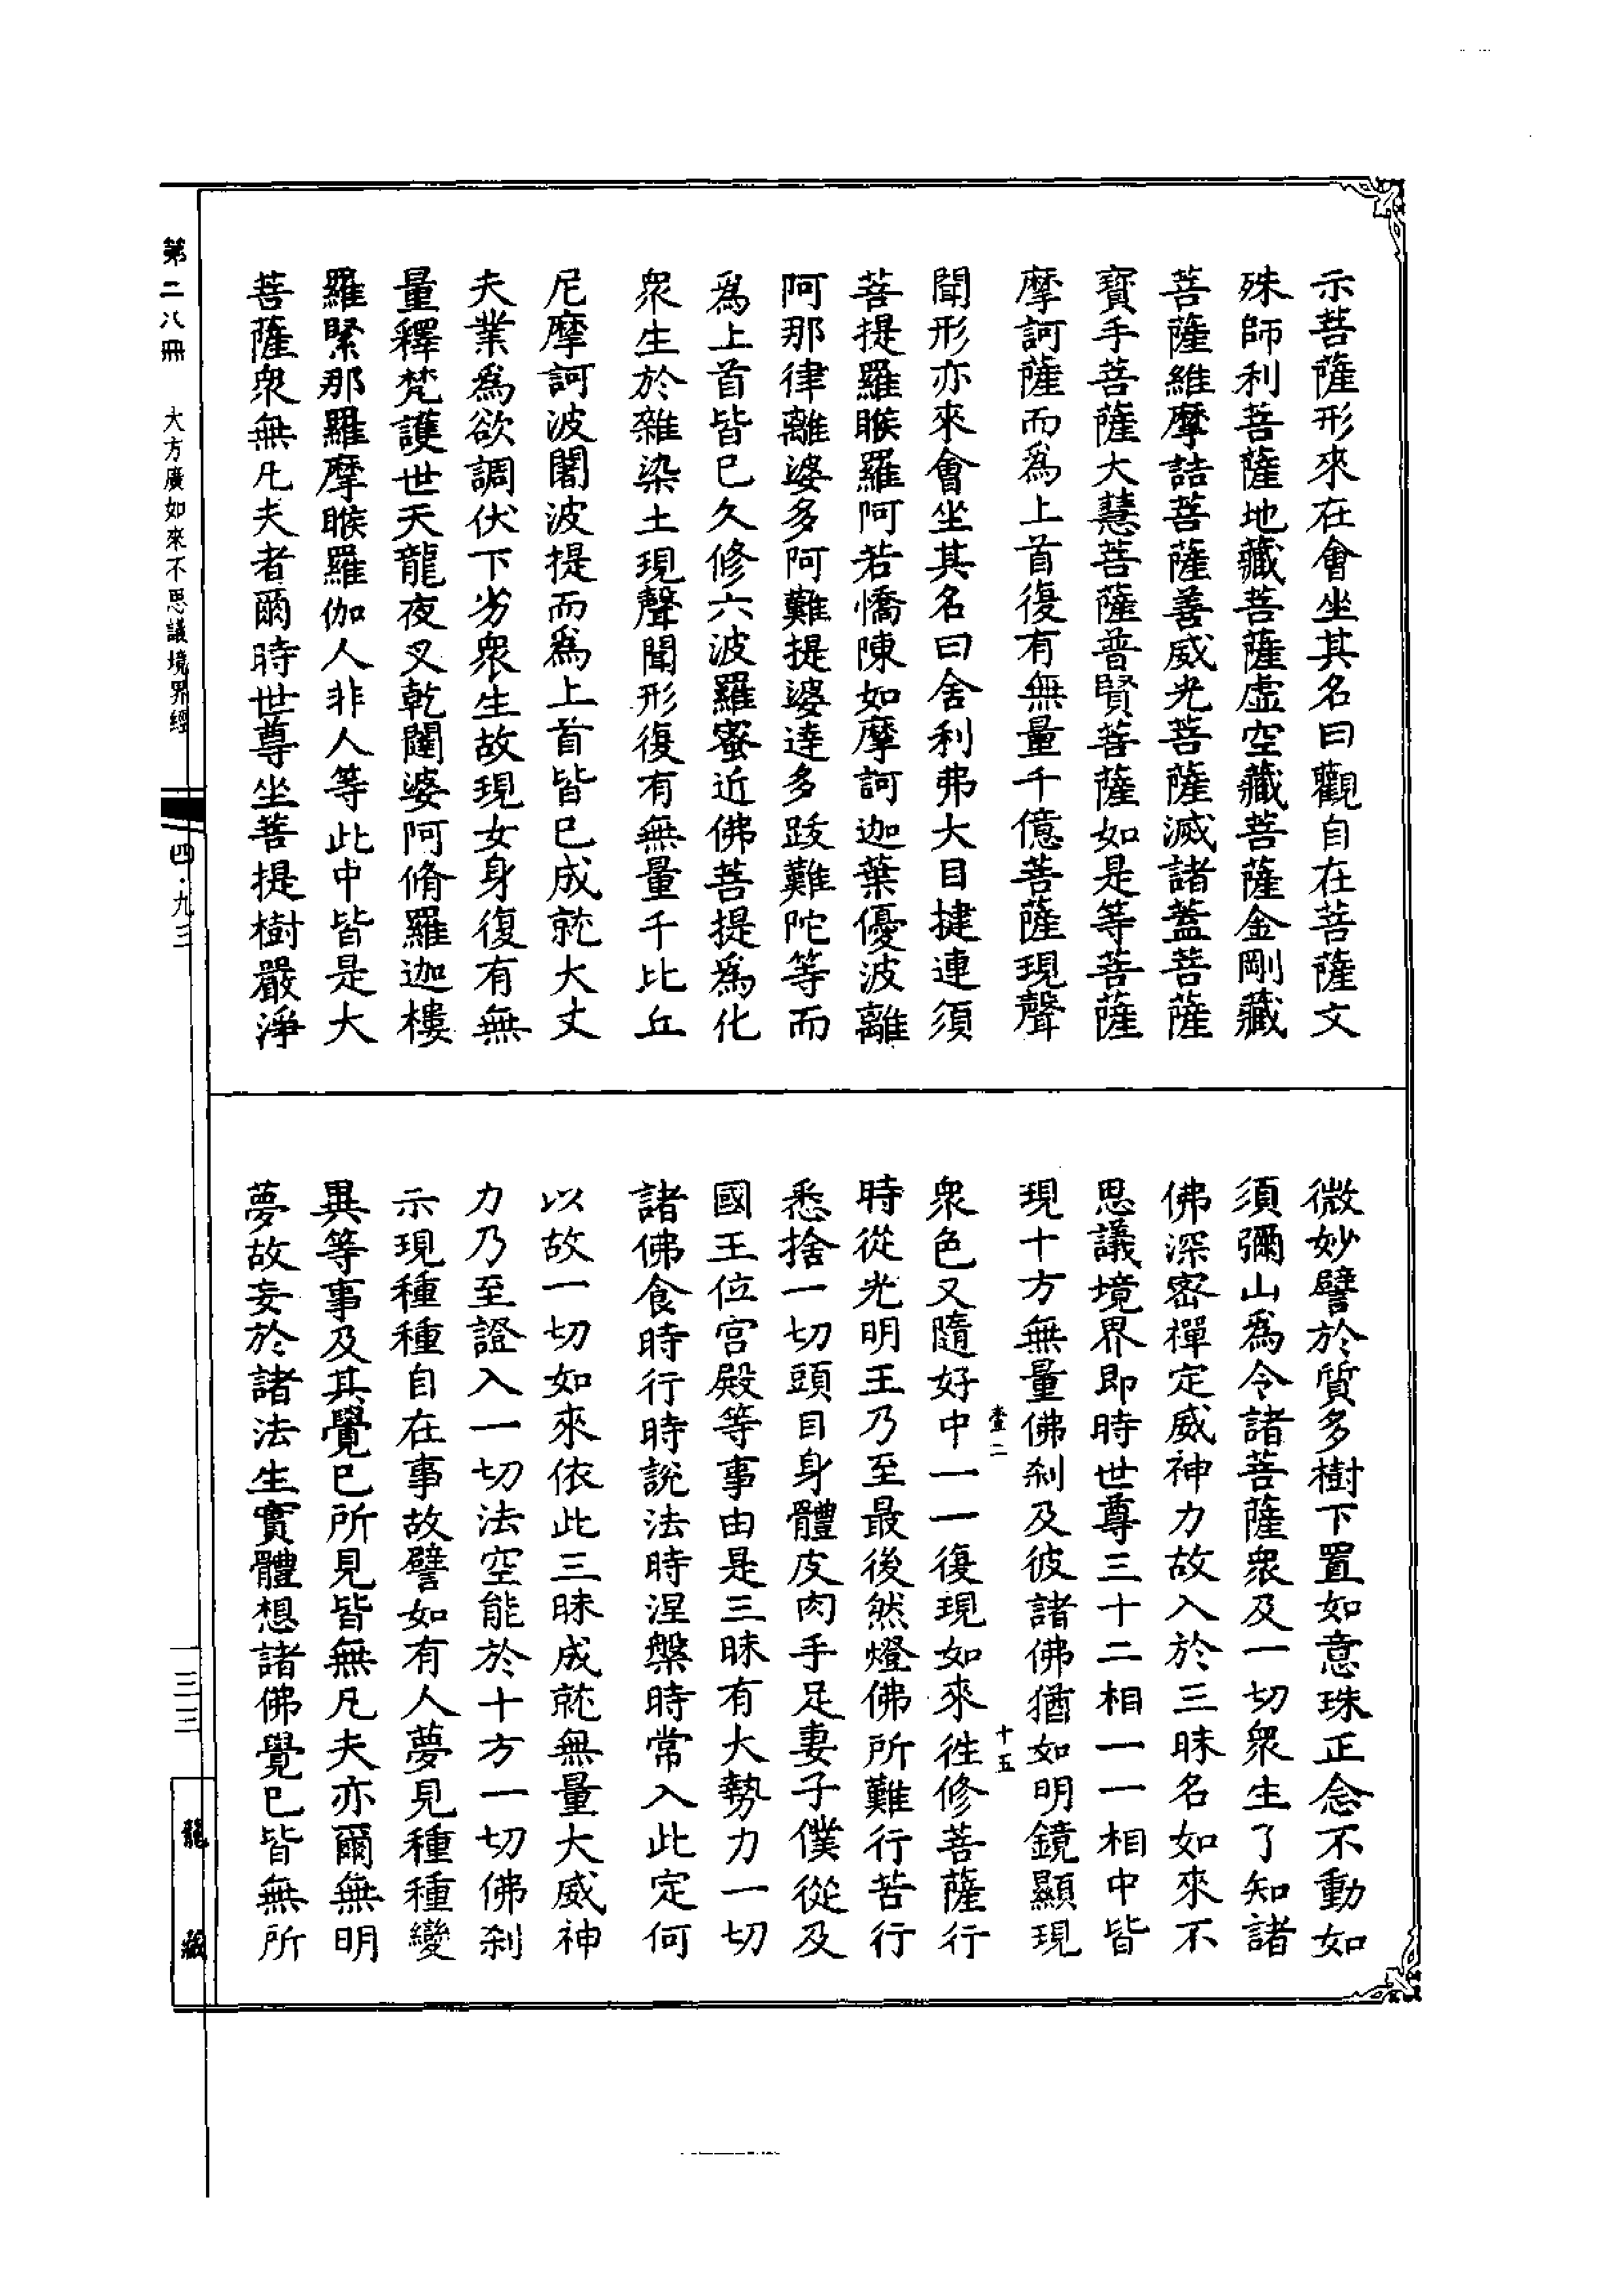 示菩薩形來在會坐其名曰觀自在菩薩文
殊師利菩薩地藏菩薩虛空藏菩薩金剛藏
菩薩維摩詰菩薩善威光菩薩滅諸蓋菩薩
寶手菩薩大慧菩薩普賢菩薩如是等菩薩
摩訶薩而爲上首復有無量千億菩薩現聲
聞形亦來會坐其名曰舍利弗大目揵連須
菩提羅睺羅阿若憍陳如摩訶迦葉優波離
阿那律離婆多阿難提婆達多跋難陀等而
爲上首皆已久修六波羅蜜近佛菩提爲化
衆生於雜染土現聲聞形復有無量千比丘
尼摩訶波闍波提而爲上首皆已成就大丈
夫業爲欲調伏下劣衆生故現女身復有無
量釋梵護世天龍夜叉乾闥婆阿脩羅迦樓
羅緊那羅摩睺羅伽人非人等此中皆是大
菩薩衆無凡夫者爾時世尊坐菩提樹嚴淨
微妙譬於質多樹下置如意珠正念不動如
須彌山爲令諸菩薩衆及一切衆生了知諸
佛深密禪定威神力故入於三昧名如來不
思議境界即時世尊三十二相一一相中皆
現十方無量佛刹及彼諸佛猶如明鏡顯現
壹二 十五
衆色又隨好中一一復現如來往修菩薩行
時從光明王乃至最後然燈佛所難行苦行
悉捨一切頭目身體皮肉手足妻子僕從及
國王位宮殿等事由是三昧有大勢力一切
諸佛食時行時說法時涅槃時常入此定何
以故一切如來依此三昧成就無量大威神
力乃至證入一切法空能於十方一切佛刹
示現種種自在事故譬如有人夢見種種變
異等事及其覺已所見皆無凡夫亦爾無明
夢故妄於諸法生實體想諸佛覺已皆無所
第二八冊 大方廣如來不思議境界經 四·九三
一三三
龍藏